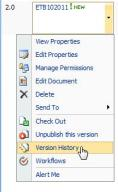 2.0 ETB102011 ! NEW
View Properties
Edit Properties
Manage Permissions
Edit Document
Delete
Send To
Check Out
Unpublish this version
Version History
Workflows
Alert Me